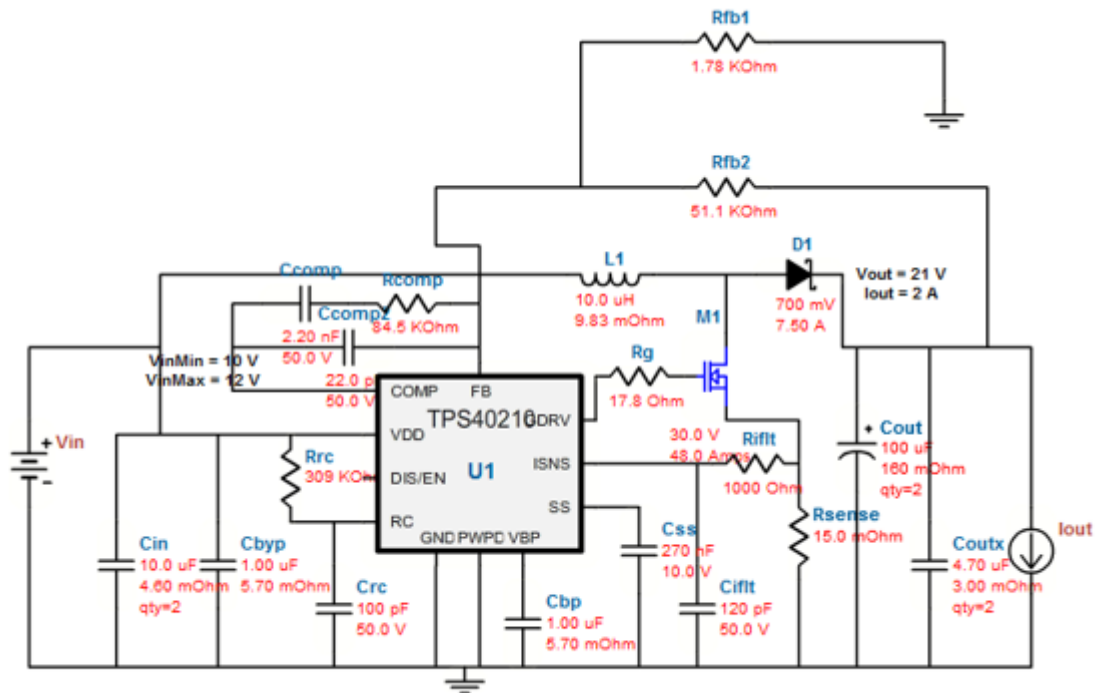 Rfb1
1.78 KOhm
Rfb2
51.1 KOhm
D1
Vout = 21 V
Iout = 2 A
L1
10.0 uH
9.83 mOhm
700 mV
7.50 A
Ccomp
Rcomp
84.5 KOhm
2.20 nF
50.0 V
Ccomp2
22.0 p
50.0 V
VinMin = 10 V
VinMax = 12 V
M1
Rg
17.8 Ohm
30.0 V
48.0 Amps
COMP
FB
TPS40210
GDRV
VDD
DIS/EN
U1
ISNS
SS
RC
GND
PWPD
VBP
+
Vin
-
Rrc
309 KOhm
Riflt
1000 Ohm
+
Cout
100 uF
160 mOhm
qty=2
Rsense
15.0 mOhm
Css
270 nF
10.0 V
Iout
Coutx
4.70 uF
3.00 mOhm
qty=2
Cin
10.0 uF
4.60 mOhm
qty=2
Cbyp
1.00 uF
5.70 mOhm
Crc
100 pF
50.0 V
Cbp
1.00 uF
5.70 mOhm
Ciflt
120 pF
50.0 V